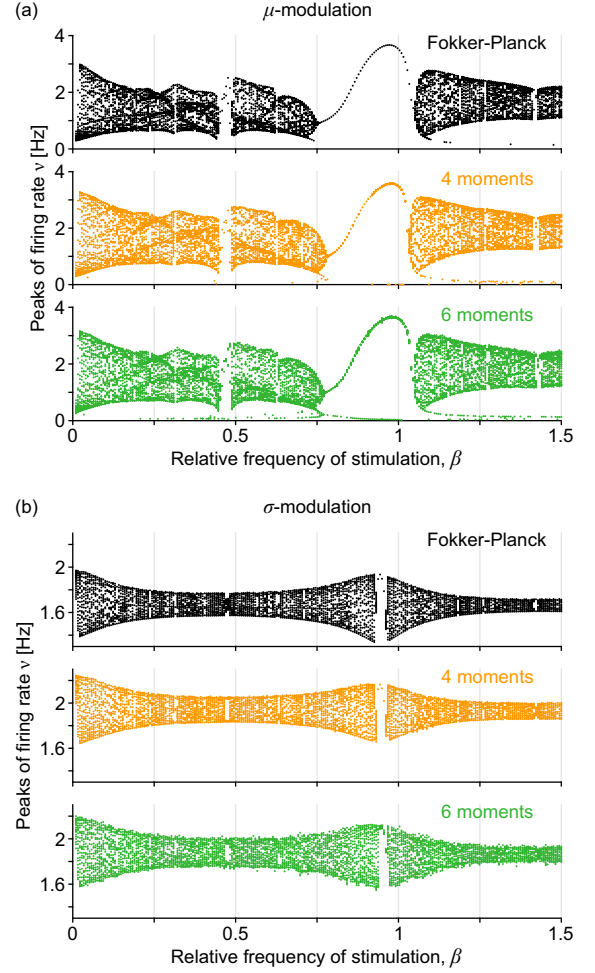 (a)
μ-modulation
Fokker-Planck
4
2
0
4 moments
4
2
0
6 moments
4
2
0
Peaks of firing rate ν [Hz]
0 0.5 1 1.5
Relative frequency of stimulation, β
(b)
σ-modulation
Fokker-Planck
2
1.6
4 moments
2
1.6
6 moments
2
1.6
Peaks of firing rate ν [Hz]
0 0.5 1 1.5
Relative frequency of stimulation, β